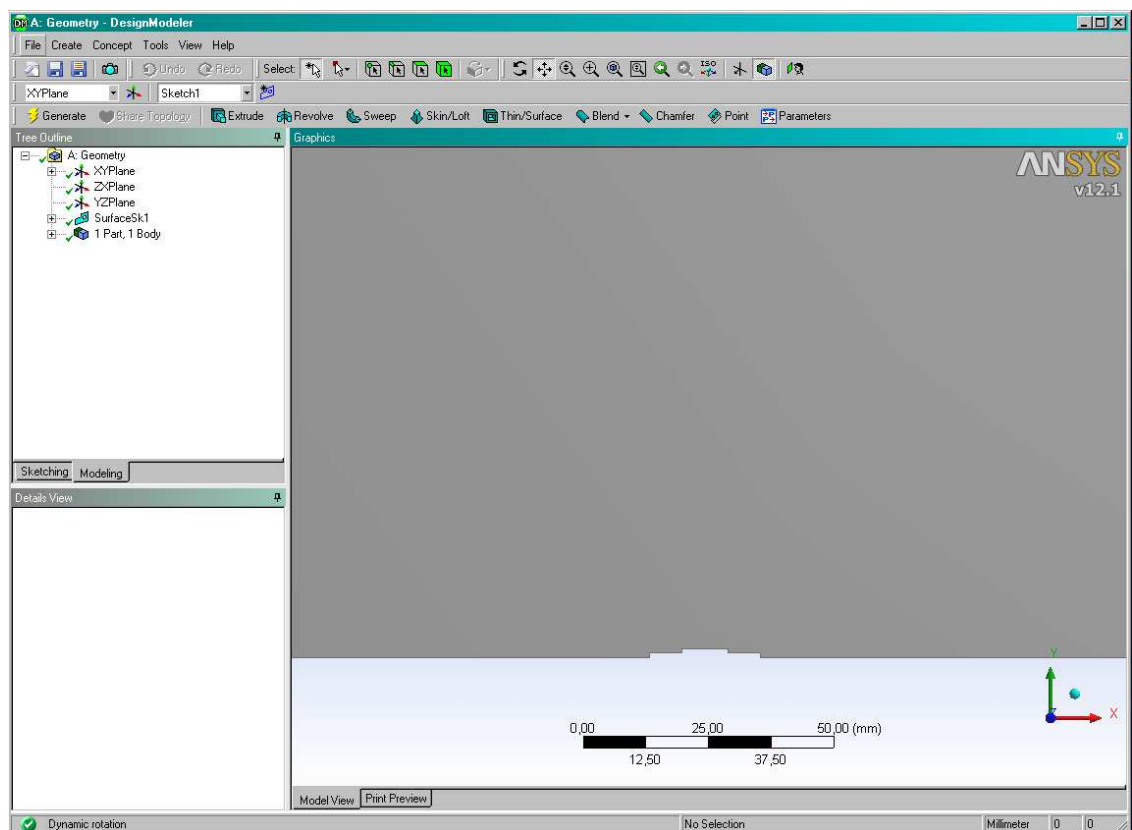 A: Geometry - DesignModeler
File Create Concept Tools View Help
Undo Redo Select: ISO
XYPlane Sketch1
Generate Share Topology Extrude Revolve Sweep Skin/Loft Thin/Surface Blend Chamfer Point Parameters
Tree Outline
A: Geometry
XYPlane
ZXPlane
YZPlane
SurfaceSk1
1 Part, 1 Body
Sketching Modeling
Details View
Graphics
ANSYS
v12.1
Y
X
Z
0,00 25,00 50,00 (mm)
12,50 37,50
Model View Print Preview
Dynamic rotation No Selection Millimeter 0 0